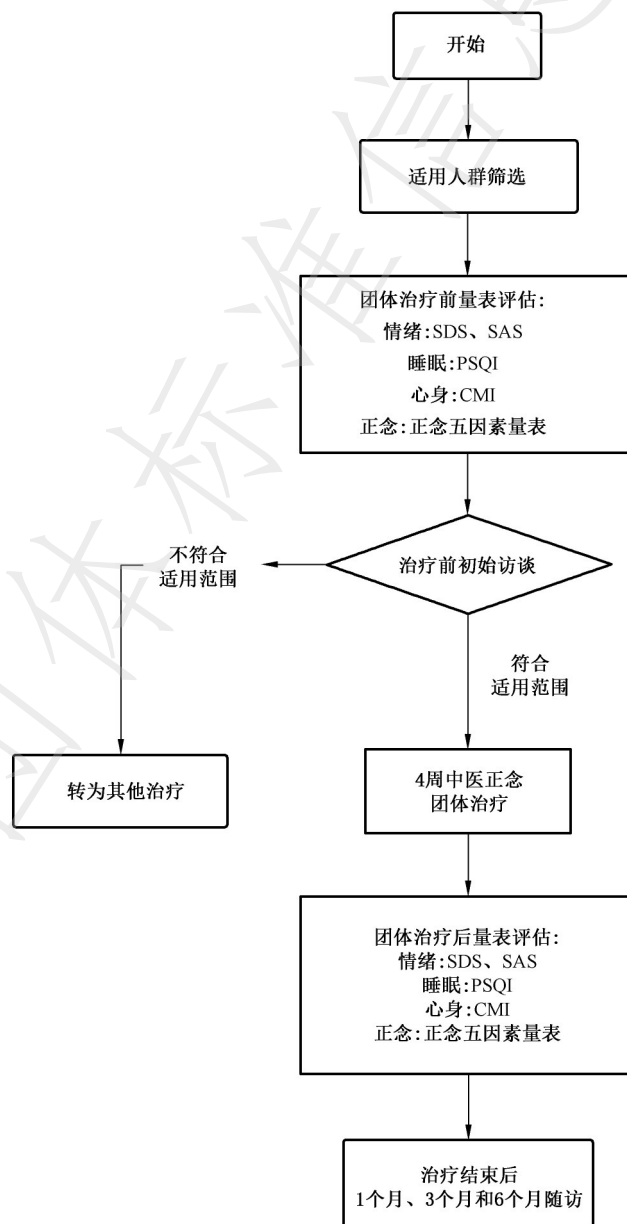 开始
适用人群筛选
团体治疗前量表评估:
情绪:SDS、SAS
睡眠:PSQI
心身:CMI
正念:正念五因素量表
治疗前初始访谈
不符合
适用范围
符合
适用范围
转为其他治疗
4周中医正念
团体治疗
团体治疗后量表评估:
情绪:SDS、SAS
睡眠:PSQI
心身:CMI
正念:正念五因素量表
治疗结束后
1个月、3个月和6个月随访
团体标准信息